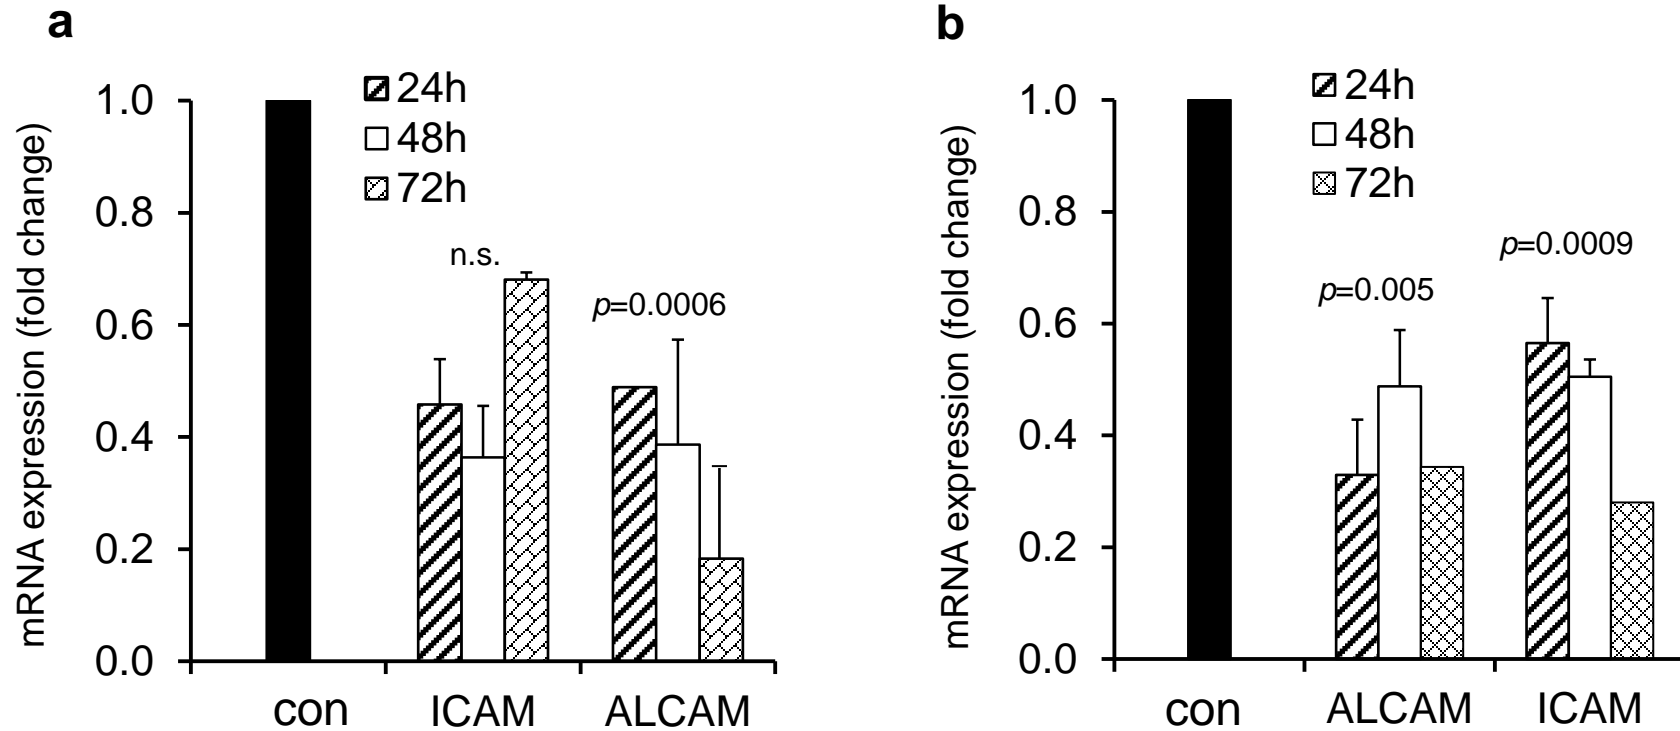 a
mRNA expression (fold change)
1.0
0.8
0.6
0.4
0.2
0.0
24h
48h
72h
n.s.
p=0.0006
con
ICAM
ALCAM
b
mRNA expression (fold change)
1.0
0.8
0.6
0.4
0.2
0.0
24h
48h
72h
p=0.005
p=0.0009
con
ALCAM
ICAM